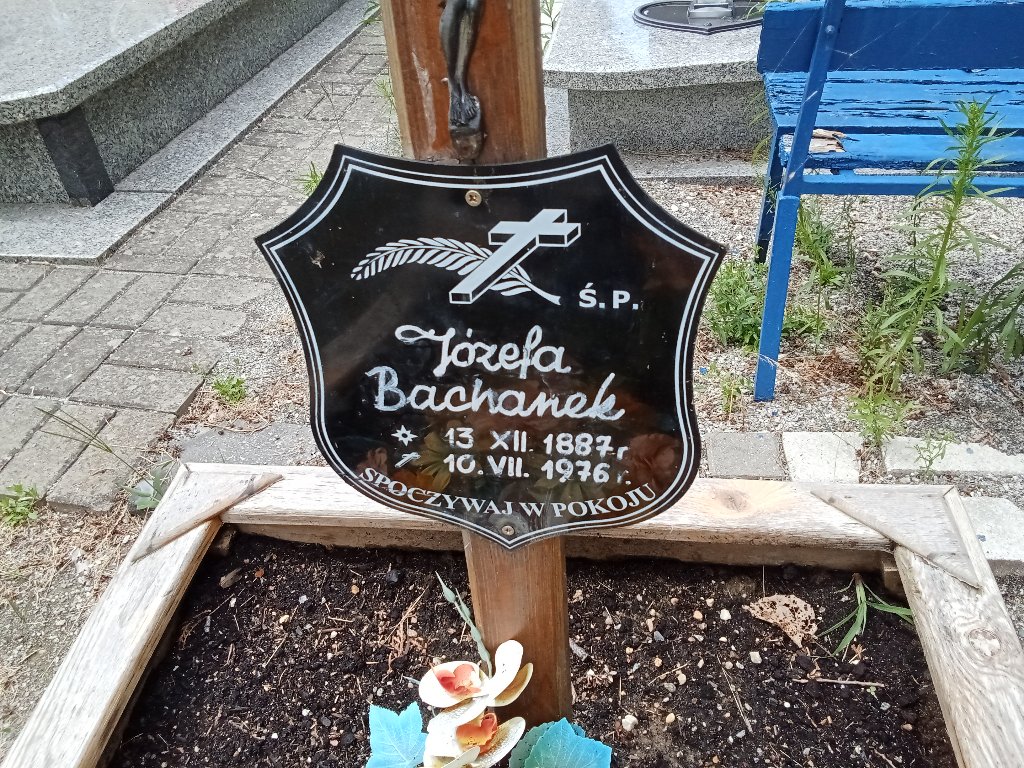 Ś.P.
Józefa
Bachanek
13 XII. 1887 r
10. VII. 1976 r.
SPOCZYWAJ W POKOJU